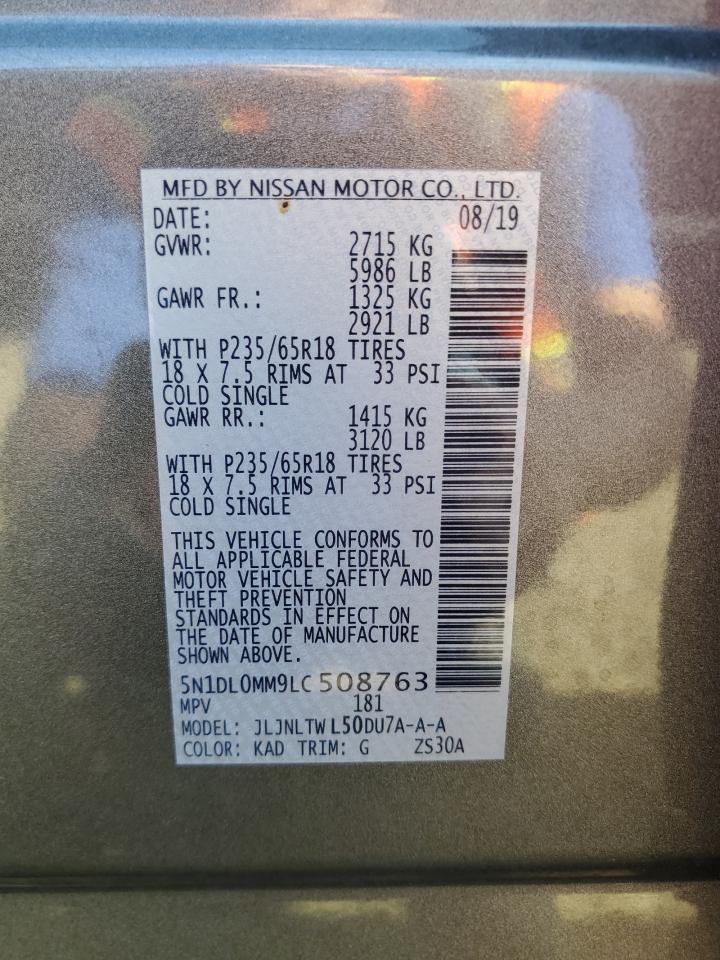 MFD BY NISSAN MOTOR CO., LTD.
DATE: 08/19
GVWR: 2715 KG
5986 LB
GAWR FR.: 1325 KG
2921 LB
WITH P235/65R18 TIRES
18 X 7.5 RIMS AT 33 PSI
COLD SINGLE
GAWR RR.: 1415 KG
3120 LB
WITH P235/65R18 TIRES
18 X 7.5 RIMS AT 33 PSI
COLD SINGLE
THIS VEHICLE CONFORMS TO
ALL APPLICABLE FEDERAL
MOTOR VEHICLE SAFETY AND
THEFT PREVENTION
STANDARDS IN EFFECT ON
THE DATE OF MANUFACTURE
SHOWN ABOVE.
5N1DL0MM9LC508763
MPV 181
MODEL: JLJNLTWL50DU7A-A-A
COLOR: KAD TRIM: G ZS30A